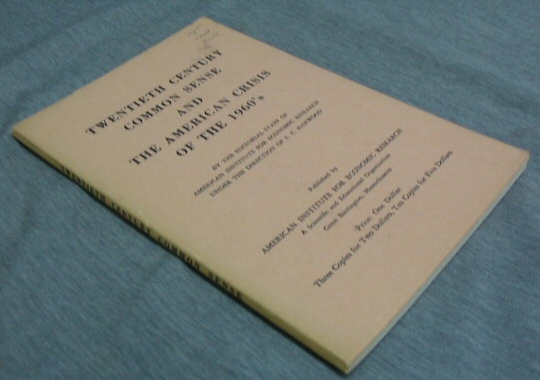 TWENTIETH CENTURY
COMMON SENSE
AND
THE AMERICAN CRISIS
OF THE 1960's
BY THE EDITORIAL STAFF OF
AMERICAN INSTITUTE FOR ECONOMIC RESEARCH
UNDER THE DIRECTION OF E. C. HARWOOD
Published by
AMERICAN INSTITUTE FOR ECONOMIC RESEARCH
A Scientific and Educational Organization
Great Barrington, Massachusetts
Price: One Dollar
Three Copies for Two Dollars, Ten Copies for Five Dollars
TWENTIETH CENTURY COMMON SENSE